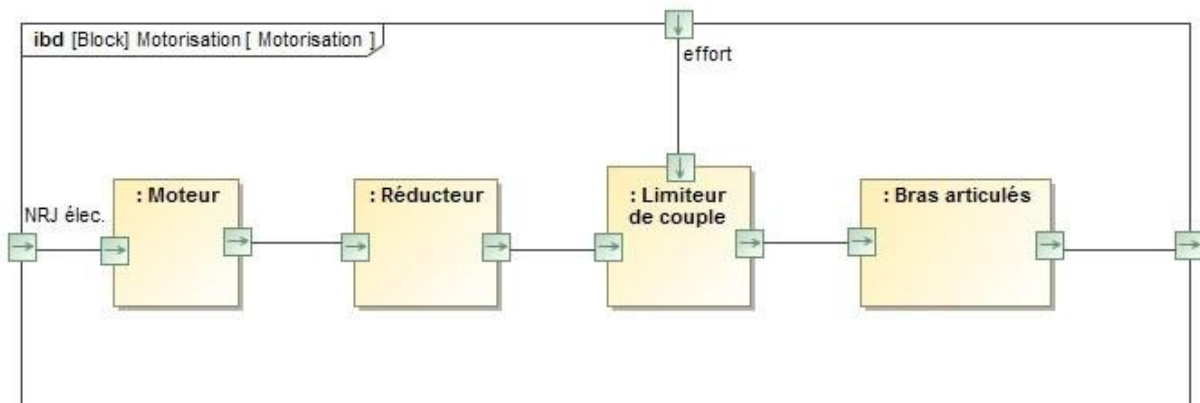 ibd [Block] Motorisation [ Motorisation ]
effort
NRJ élec.
: Moteur
: Réducteur
: Limiteur
de couple
: Bras articulés